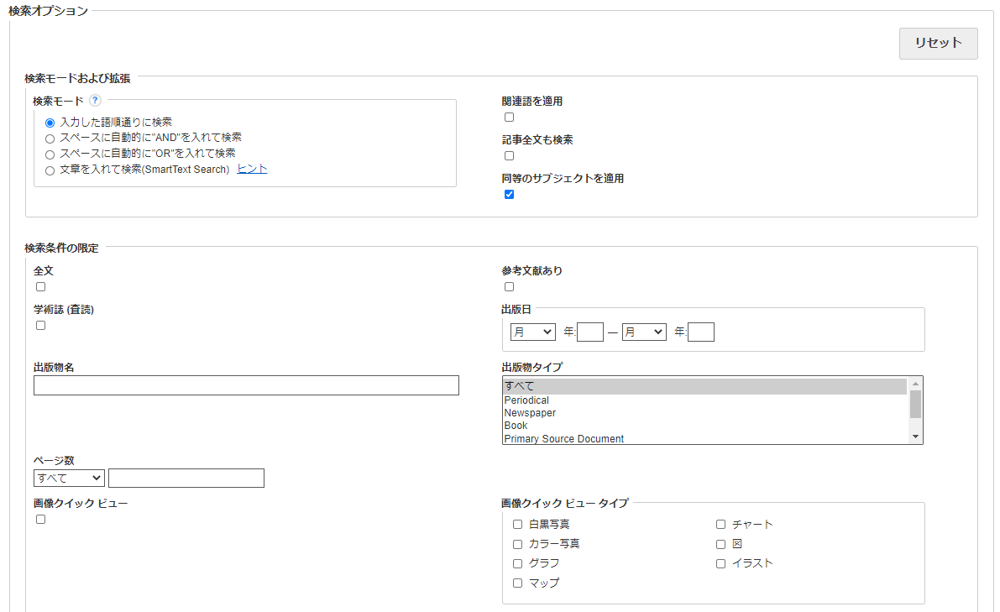 検索オプション
リセット
検索モードおよび拡張
検索モード ?
入力した語順通りに検索
スペースに自動的に"AND"を入れて検索
スペースに自動的に"OR"を入れて検索
文章を入れて検索(SmartText Search) ヒント
関連語を適用
記事全文も検索
同等のサブジェクトを適用
検索条件の限定
全文
参考文献あり
学術誌 (査読)
出版日
月 年: — 月 年:
出版物名
出版物タイプ
すべて
Periodical
Newspaper
Book
Primary Source Document
ページ数
すべて
画像クイック ビュー
画像クイック ビュー タイプ
白黒写真
チャート
カラー写真
図
グラフ
イラスト
マップ